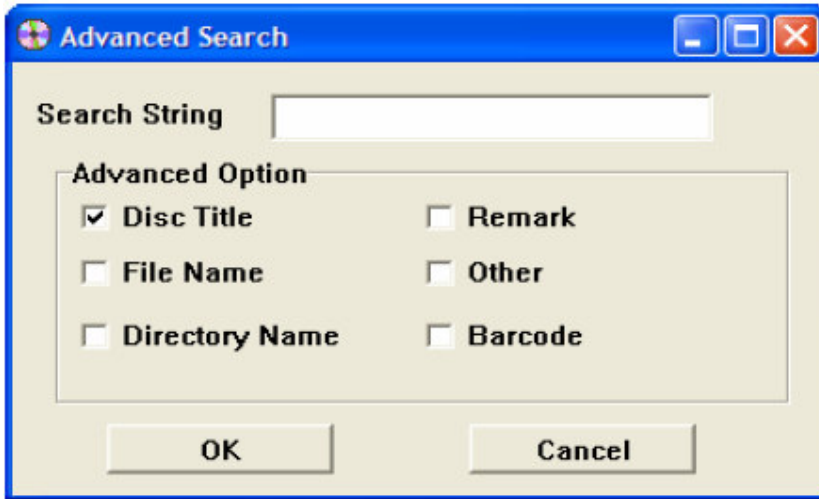 Advanced Search
Search String
Advanced Option
Disc Title Remark
File Name Other
Directory Name Barcode
OK Cancel